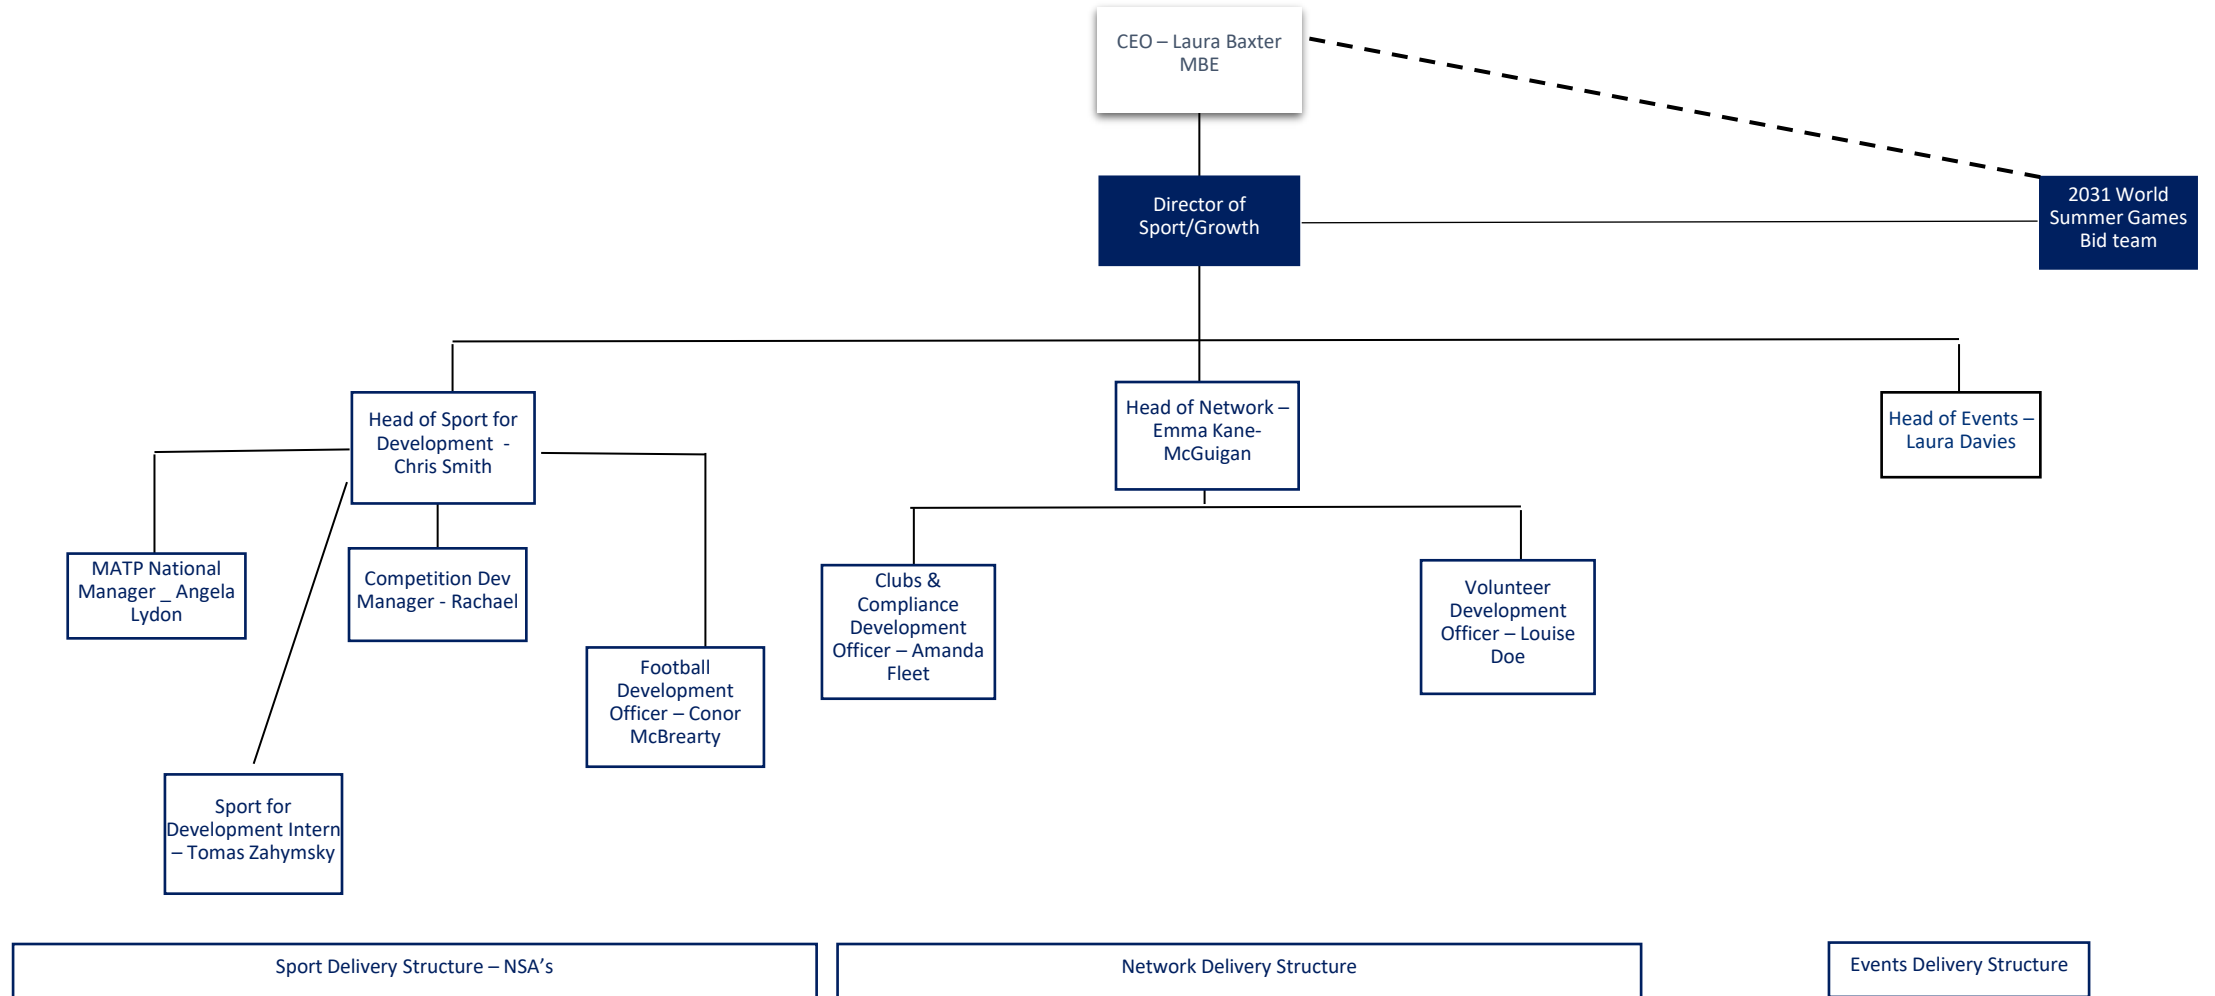 CEO – Laura Baxter
MBE
Director of
Sport/Growth
2031 World
Summer Games
Bid team
Head of Sport for
Development  -
Chris Smith
Head of Network –
Emma Kane-
McGuigan
Head of Events –
Laura Davies
MATP National
Manager _ Angela
Lydon
Competition Dev
Manager - Rachael
Football
Development
Officer – Conor
McBrearty
Clubs &
Compliance
Development
Officer – Amanda
Fleet
Volunteer
Development
Officer – Louise
Doe
Sport for
Development Intern
– Tomas Zahymsky
Sport Delivery Structure – NSA's
Network Delivery Structure
Events Delivery Structure